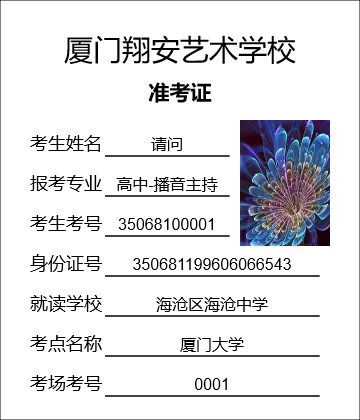 厦门翔安艺术学校
准考证
考生姓名 请问
报考专业 高中-播音主持
考生考号 35068100001
身份证号 350681199606066543
就读学校 海沧区海沧中学
考点名称 厦门大学
考场考号 0001